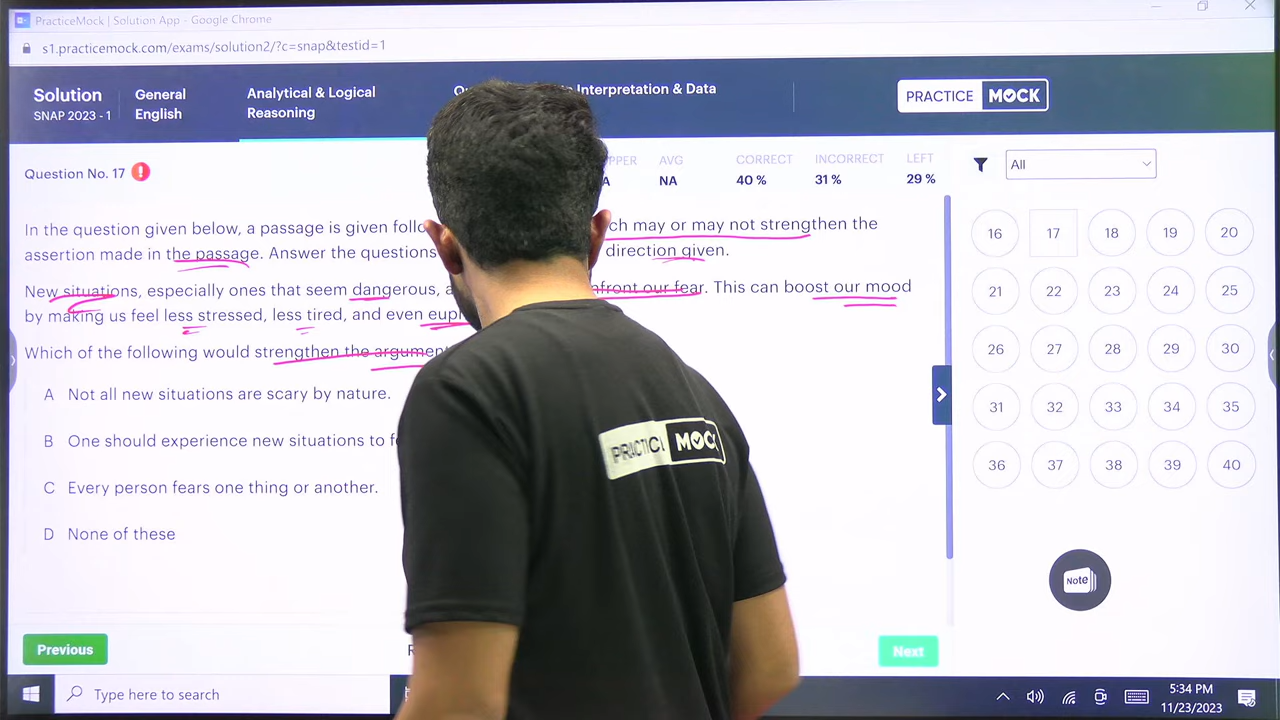 PracticeMock | Solution App - Google Chrome
s1.practicemock.com/exams/solution2/?c=snap&testid=1
Solution
SNAP 2023 - 1
General
English
Analytical & Logical
Reasoning
Interpretation & Data
PRACTICE MOCK
Question No. 17
AVG
NA
CORRECT
40 %
INCORRECT
31 %
LEFT
29 %
All
In the question given below, a passage is given may or may not strengthen the
assertion made in the passage. Answer the questions direction given.
New situations, especially ones that seem dangerous, our fear. This can boost our mood
by making us feel less stressed, less tired, and even
Which of the following would strengthen the argument
A Not all new situations are scary by nature.
B One should experience new situations to
C Every person fears one thing or another.
D None of these
16 17 18 19 20
21 22 23 24 25
26 27 28 29 30
31 32 33 34 35
36 37 38 39 40
Note
PRACTICE MOCK
Previous
Next
Type here to search
5:34 PM
11/23/2023